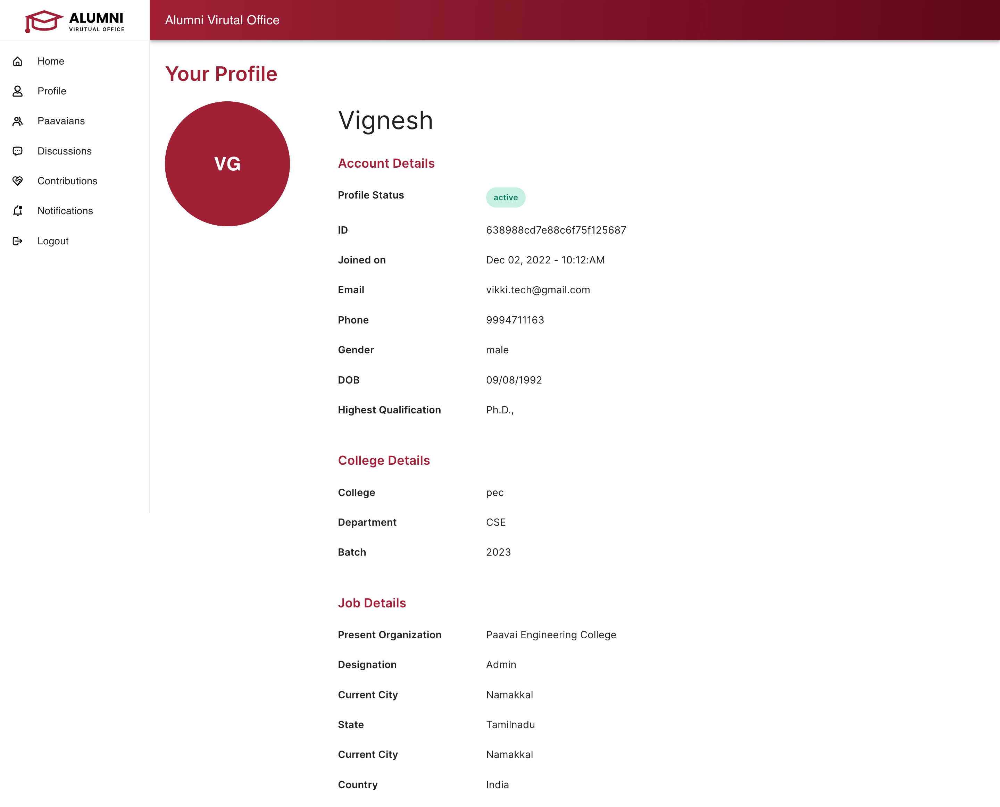 ALUMNI
VIRUTUAL OFFICE
Alumni Virutal Office
Home
Profile
Paavaians
Discussions
Contributions
Notifications
Logout
Your Profile
VG
Vignesh
Account Details
Profile Status active
ID 638988cd7e88c6f75f125687
Joined on Dec 02, 2022 - 10:12:AM
Email vikki.tech@gmail.com
Phone 9994711163
Gender male
DOB 09/08/1992
Highest Qualification Ph.D.,
College Details
College pec
Department CSE
Batch 2023
Job Details
Present Organization Paavai Engineering College
Designation Admin
Current City Namakkal
State Tamilnadu
Current City Namakkal
Country India